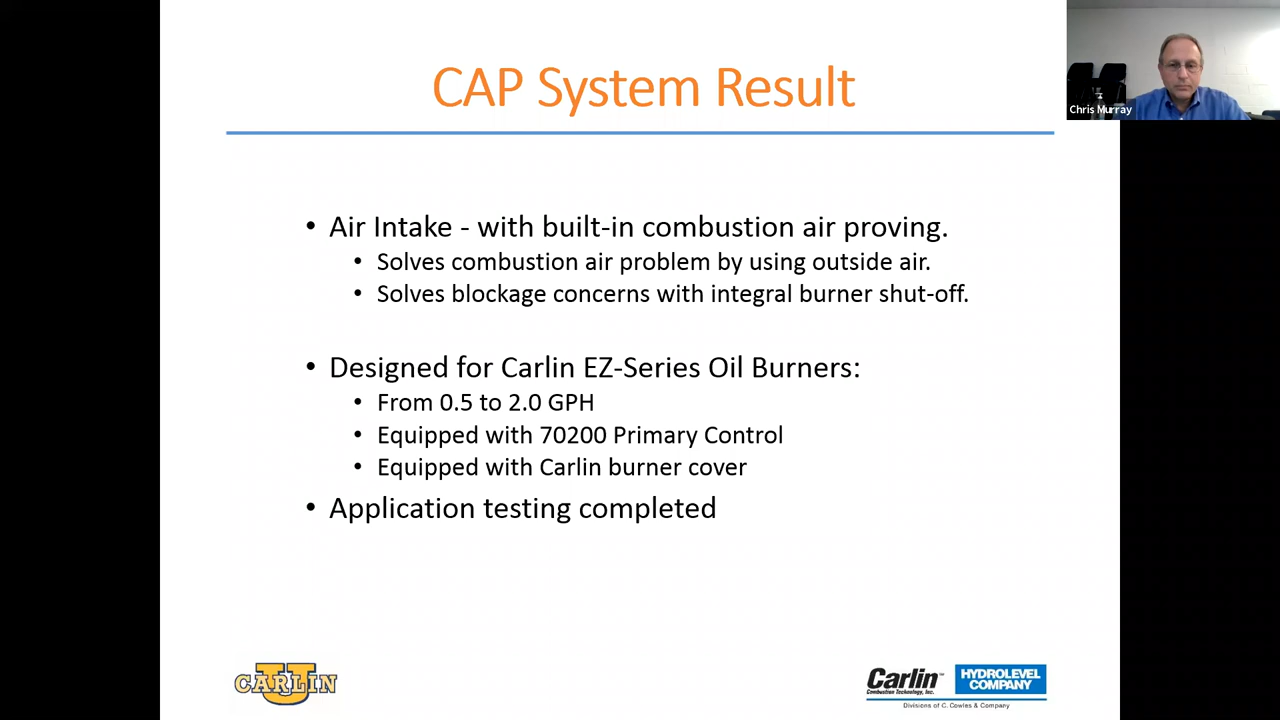 CAP System Result
Chris Murray
• Air Intake - with built-in combustion air proving.
• Solves combustion air problem by using outside air.
• Solves blockage concerns with integral burner shut-off.
• Designed for Carlin EZ-Series Oil Burners:
• From 0.5 to 2.0 GPH
• Equipped with 70200 Primary Control
• Equipped with Carlin burner cover
• Application testing completed
U
CARLIN
Carlin™
Combustion Technology, Inc.
HYDROLEVEL
COMPANY
Divisions of C. Cowles & Company